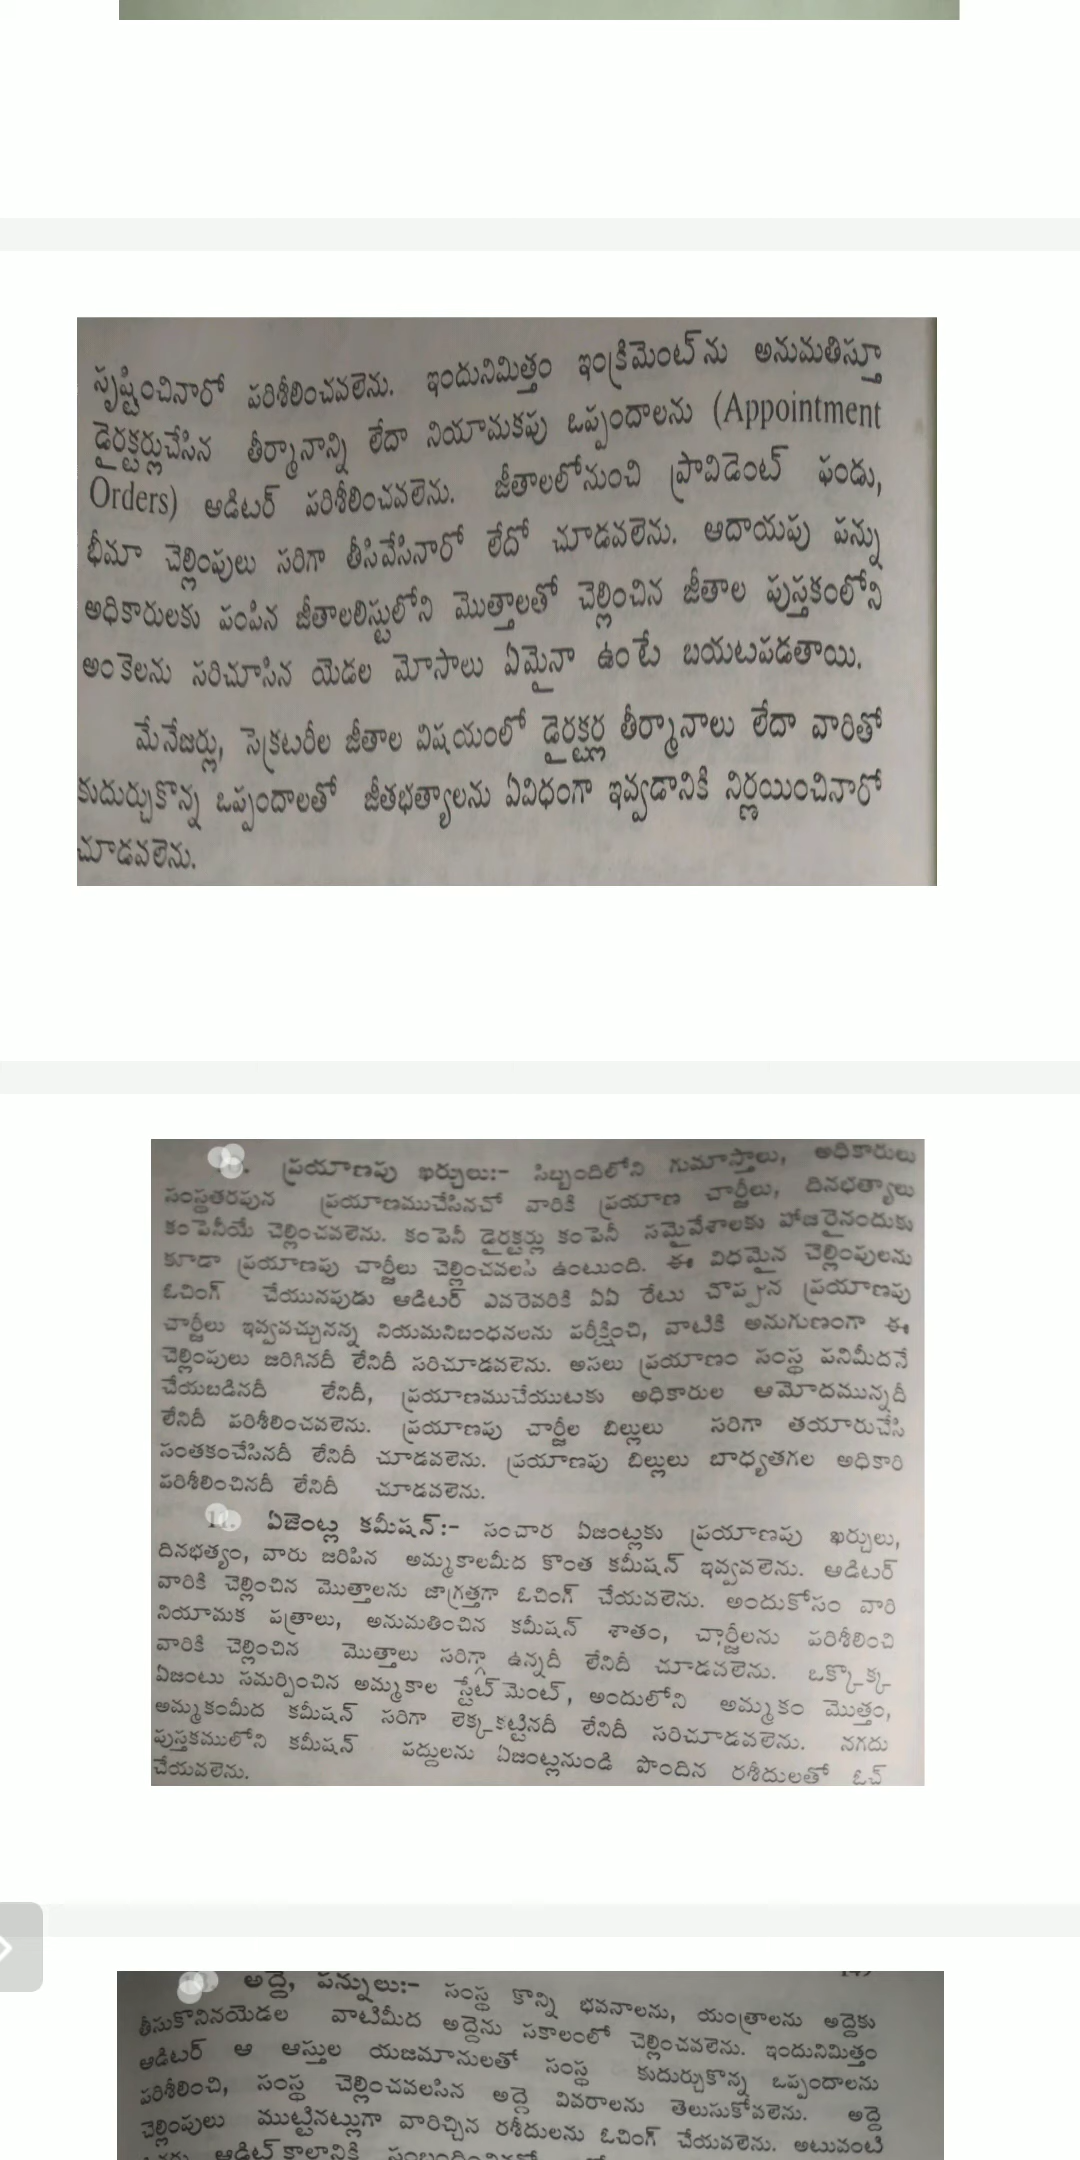 సృష్టించినారో పరిశీలించవలెను. ఇందునిమిత్తం ఇంక్రిమెంట్‌ను అనుమతిస్తూ
డైరక్టర్లుచేసిన తీర్మానాన్ని లేదా నియామకపు ఒప్పందాలను (Appointment
Orders) ఆడిటర్ పరిశీలించవలెను. జీతాలలోనుంచి ప్రావిడెంట్ ఫండు,
భీమా చెల్లింపులు సరిగా తీసివేసినారో లేదో చూడవలెను. ఆదాయపు పన్ను
అధికారులకు పంపిన జీతాలలిస్టులోని మొత్తాలతో చెల్లించిన జీతాల పుస్తకంలోని
అంకెలను సరిచూసిన యెడల మోసాలు ఏమైనా ఉంటే బయటపడతాయి.
మేనేజర్లు, సెక్రటరీల జీతాల విషయంలో డైరక్టర్ల తీర్మానాలు లేదా వారితో
కుదుర్చుకొన్న ఒప్పందాలతో జీతభత్యాలను ఏవిధంగా ఇవ్వడానికి నిర్ణయించినారో
చూడవలెను.
ప్రయాణపు ఖర్చులు:- సిబ్బందిలోని గుమాస్తాలు, అధికారులు
సంస్థతరపున ప్రయాణముచేసినచో వారికి ప్రయాణ చార్జీలు, దినభత్యాలు
కంపెనీయే చెల్లించవలెను. కంపెనీ డైరక్టర్లు కంపెనీ సమైవేశాలకు హాజరైనందుకు
కూడా ప్రయాణపు చార్జీలు చెల్లించవలసి ఉంటుంది. ఈ విధమైన చెల్లింపులను
ఓచింగ్ చేయునపుడు ఆడిటర్ ఎవరెవరికి ఏఏ రేటు చొప్పున ప్రయాణపు
చార్జీలు ఇవ్వవచ్చునన్న నియమనిబంధనలను పరీక్షించి, వాటికి అనుగుణంగా ఈ
చెల్లింపులు జరిగినదీ లేనిదీ సరిచూడవలెను. అసలు ప్రయాణం సంస్థ పనిమీదనే
చేయబడినదీ లేనిదీ, ప్రయాణముచేయుటకు అధికారుల ఆమోదమున్నదీ
లేనిదీ పరిశీలించవలెను. ప్రయాణపు చార్జీల బిల్లులు సరిగా తయారుచేసి
సంతకంచేసినదీ లేనిదీ చూడవలెను. ప్రయాణపు బిల్లులు బాధ్యతగల అధికారి
పరిశీలించినదీ లేనిదీ చూడవలెను.
11. ఏజెంట్ల కమీషన్:- సంచార ఏజంట్లకు ప్రయాణపు ఖర్చులు,
దినభత్యం, వారు జరిపిన అమ్మకాలమీద కొంత కమీషన్ ఇవ్వవలెను. ఆడిటర్
వారికి చెల్లించిన మొత్తాలను జాగ్రత్తగా ఓచింగ్ చేయవలెను. అందుకోసం వారి
నియామక పత్రాలు, అనుమతించిన కమీషన్ శాతం, చార్జీలను పరిశీలించి
వారికి చెల్లించిన మొత్తాలు సరిగ్గా ఉన్నదీ లేనిదీ చూడవలెను. ఒక్కొక్క
ఏజంటు సమర్పించిన అమ్మకాల స్టేట్‌మెంట్, అందులోని అమ్మకం మొత్తం,
అమ్మకంమీద కమీషన్ సరిగా లెక్కకట్టినదీ లేనిదీ సరిచూడవలెను. నగదు
పుస్తకములోని కమీషన్ పద్దులను ఏజంట్లనుండి పొందిన రశీదులతో ఓచ్
చేయవలెను.
అద్దె, పన్నులు:- సంస్థ కొన్ని భవనాలను, యంత్రాలను అద్దెకు
తీసుకొనినయెడల వాటిమీద అద్దెను సకాలంలో చెల్లించవలెను. ఇందునిమిత్తం
ఆడిటర్ ఆ ఆస్తుల యజమానులతో సంస్థ కుదుర్చుకొన్న ఒప్పందాలను
పరిశీలించి, సంస్థ చెల్లించవలసిన అద్దె వివరాలను తెలుసుకోవలెను. అద్దె
చెల్లింపులు ముట్టినట్లుగా వారిచ్చిన రశీదులను ఓచింగ్ చేయవలెను. అటువంటి
ఆడిట్ కాలానికి